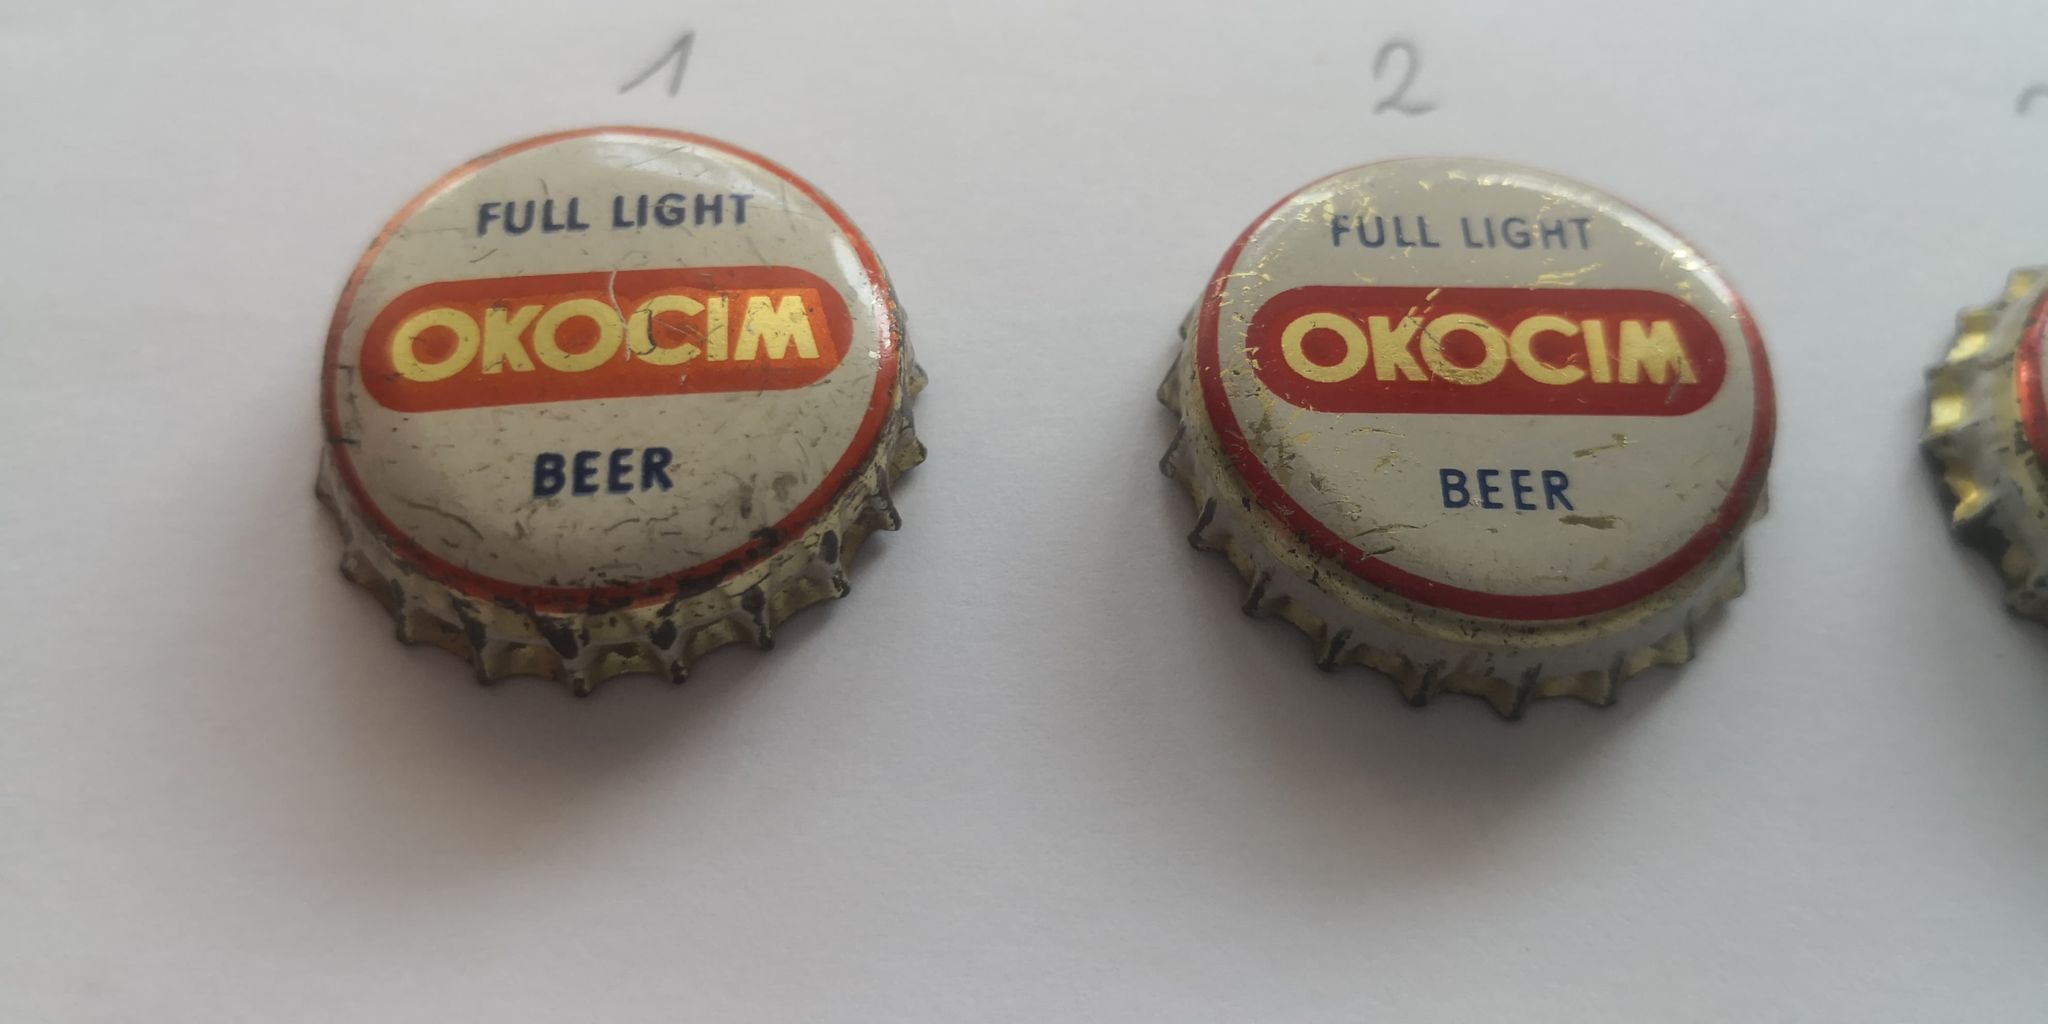 1
FULL LIGHT
OKOCIM
BEER
2
FULL LIGHT
OKOCIM
BEER